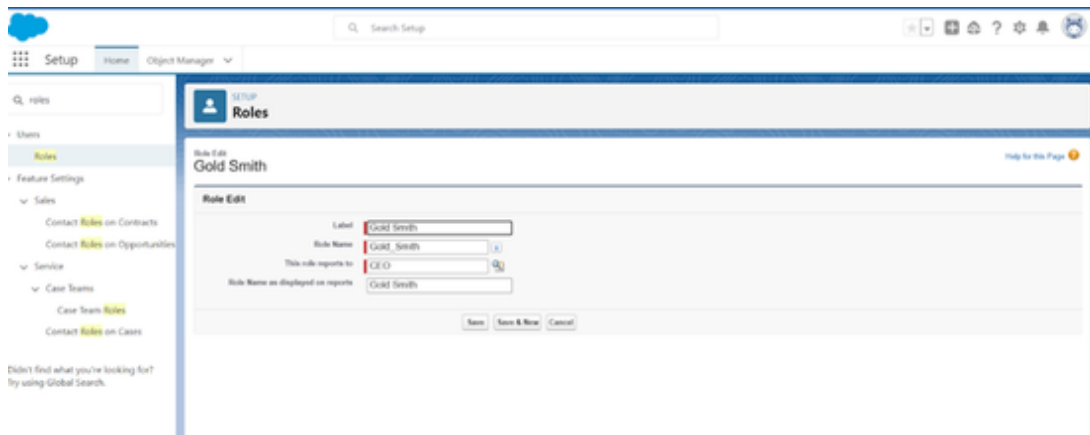 Search Setup
Setup Home Object Manager
roles
Users
Roles
Feature Settings
Sales
Contact Roles on Contracts
Contact Roles on Opportunities
Service
Case Teams
Case Team Roles
Contact Roles on Cases
Didn't find what you're looking for?
Try using Global Search.
SETUP
Roles
Role Edit
Gold Smith
Help for this Page
Role Edit
Label Gold Smith
Role Name Gold_Smith
This role reports to CEO
Role Name as displayed on reports Gold Smith
Save Save & New Cancel